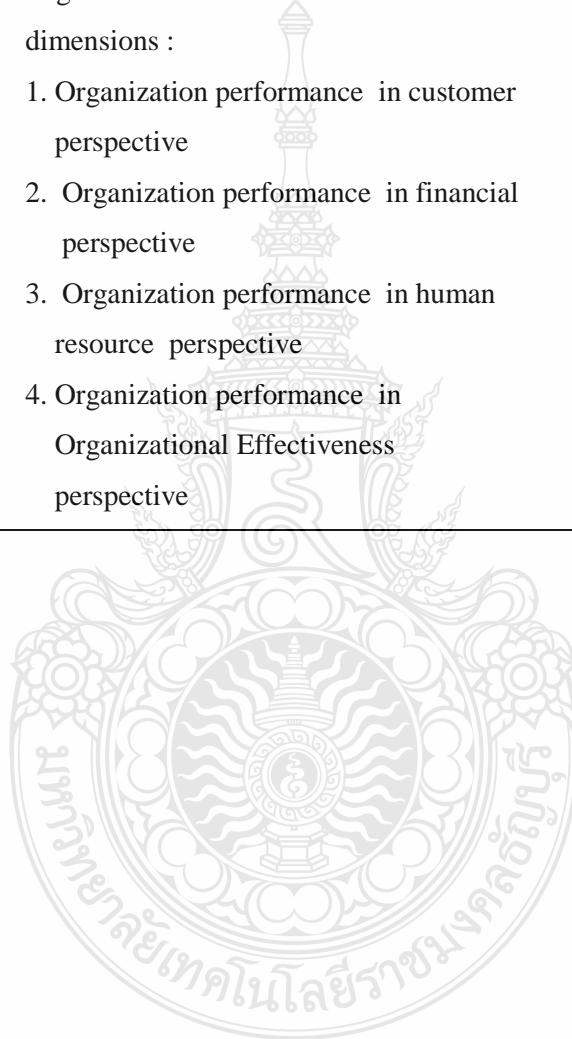 dimensions :
1. Organization performance in customer
perspective
2. Organization performance in financial
perspective
3. Organization performance in human
resource perspective
4. Organization performance in
Organizational Effectiveness
perspective
มหาวิทยาลัยเทคโนโลยีราชมงคลธัญบุรี